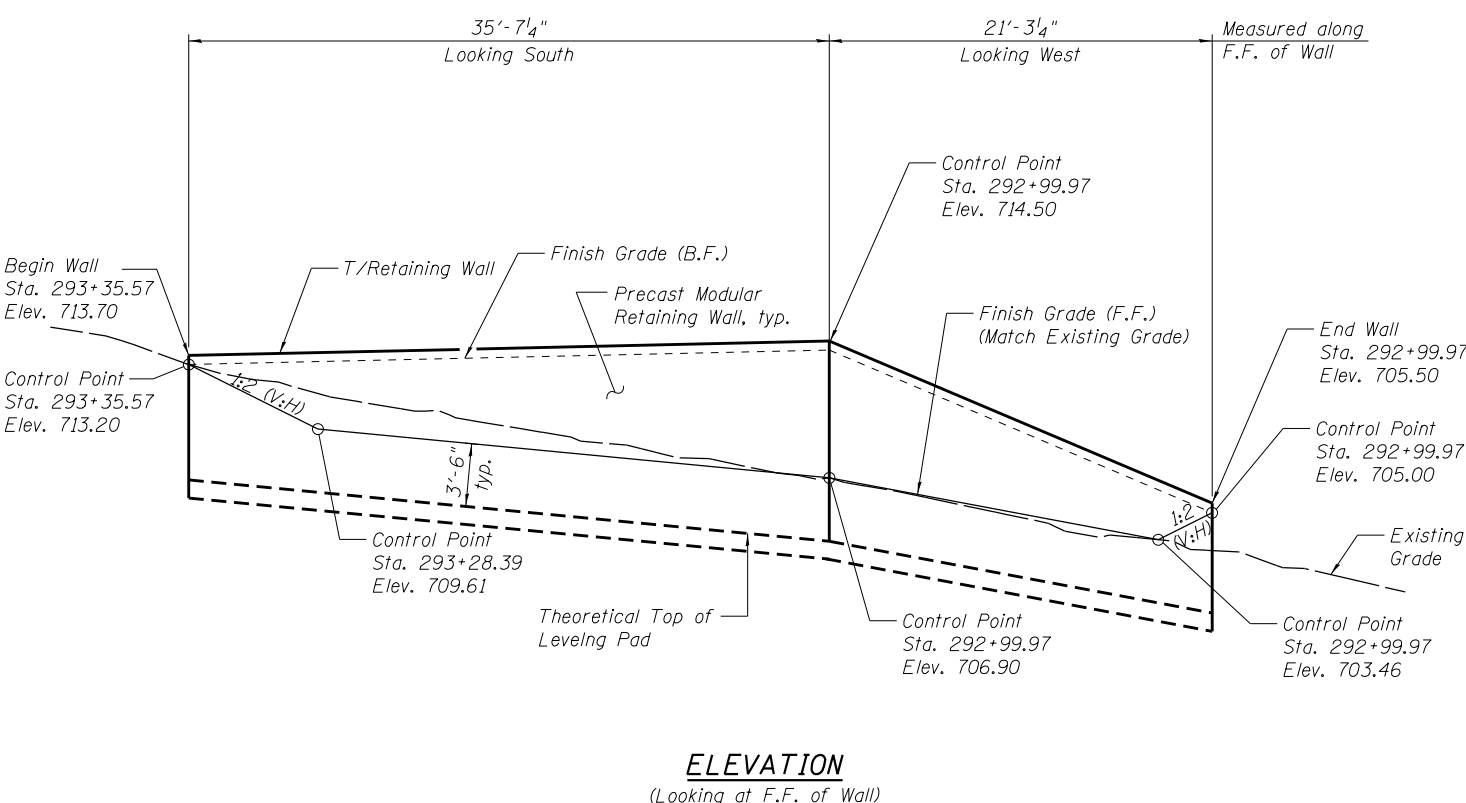 35'-7¼"
Looking South
21'-3¼"
Looking West
Measured along
F.F. of Wall
Control Point
Sta. 292+99.97
Elev. 714.50
Begin Wall
Sta. 293+35.57
Elev. 713.70
T/Retaining Wall
Finish Grade (B.F.)
Precast Modular
Retaining Wall, typ.
Finish Grade (F.F.)
(Match Existing Grade)
End Wall
Sta. 292+99.97
Elev. 705.50
Control Point
Sta. 293+35.57
Elev. 713.20
1:2 (V:H)
3'-6"
typ.
Control Point
Sta. 292+99.97
Elev. 705.00
1:2
(V:H)
Existing
Grade
Control Point
Sta. 293+28.39
Elev. 709.61
Theoretical Top of
Levelng Pad
Control Point
Sta. 292+99.97
Elev. 706.90
Control Point
Sta. 292+99.97
Elev. 703.46
ELEVATION
(Looking at F.F. of Wall)